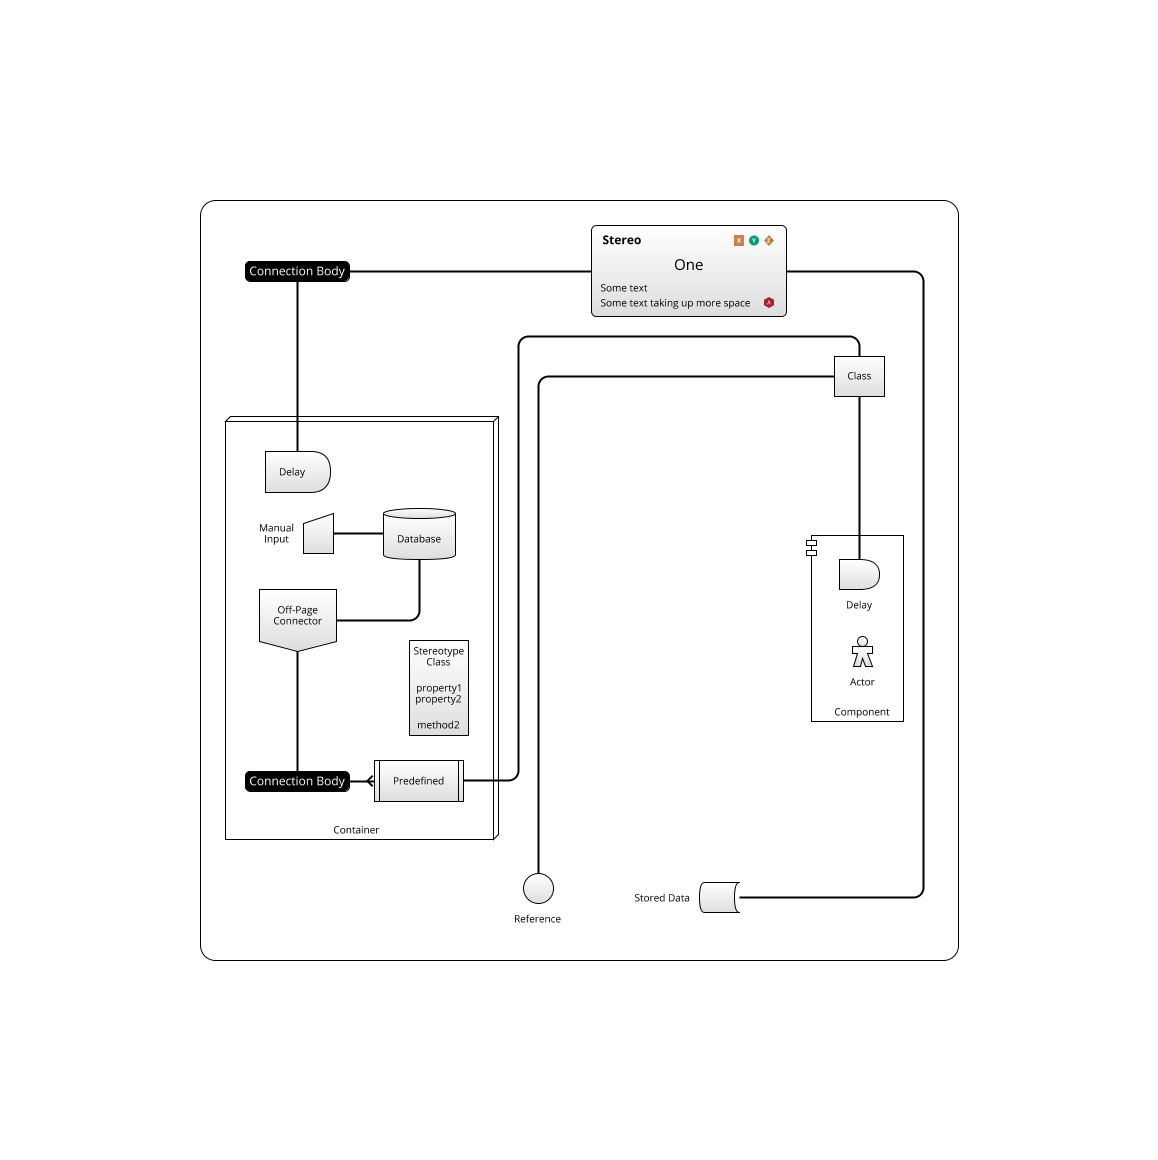 Stereo
X Y Z
One
Some text
Some text taking up more space
A
Connection Body
Class
Delay
Manual
Input
Database
Off-Page
Connector
Stereotype
Class
property1
property2
method2
Connection Body
Predefined
Container
Delay
Actor
Component
Stored Data
Reference